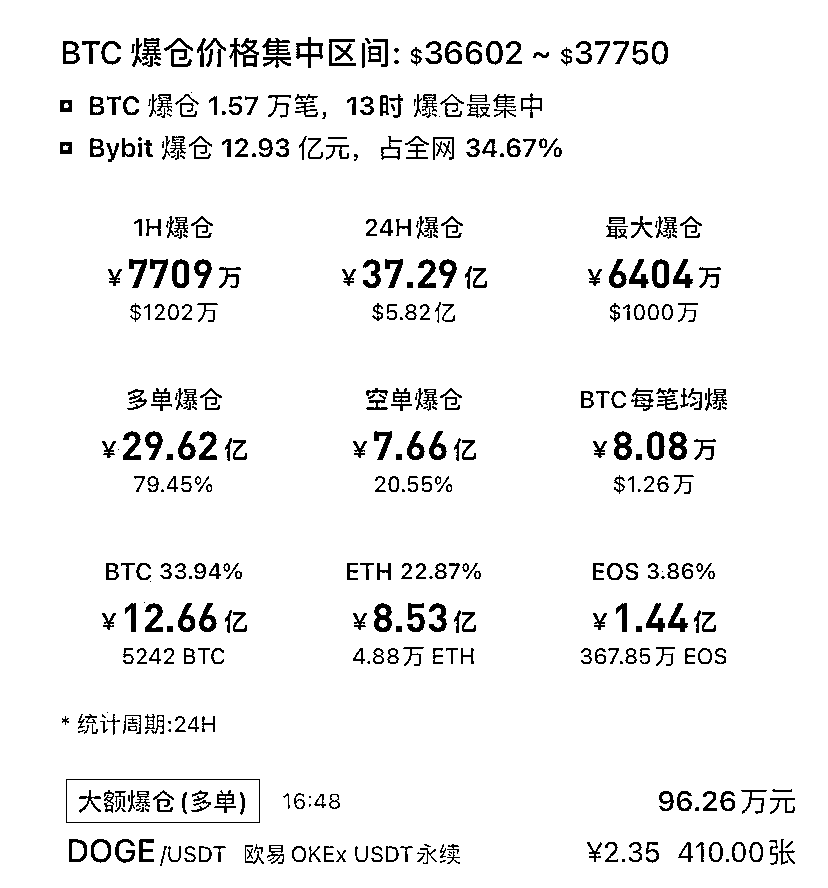 BTC 爆仓价格集中区间: $36602 ~ $37750
BTC 爆仓 1.57 万笔，13时 爆仓最集中
Bybit 爆仓 12.93 亿元，占全网 34.67%
1H爆仓 24H爆仓 最大爆仓
¥7709万 ¥37.29亿 ¥6404万
$1202万 $5.82亿 $1000万
多单爆仓 空单爆仓 BTC每笔均爆
¥29.62亿 ¥7.66亿 ¥8.08万
79.45% 20.55% $1.26万
BTC 33.94% ETH 22.87% EOS 3.86%
¥12.66亿 ¥8.53亿 ¥1.44亿
5242 BTC 4.88万 ETH 367.85万 EOS
* 统计周期:24H
大额爆仓 (多单) 16:48 96.26万元
DOGE/USDT 欧易 OKEx USDT永续 ¥2.35 410.00张